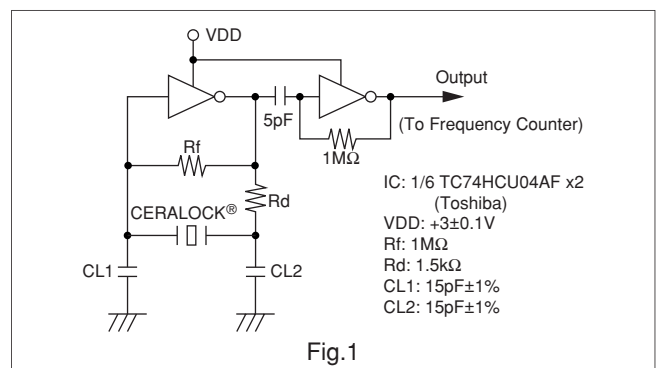 VDD
Output
5pF
(To Frequency Counter)
Rf
1MΩ
Rd
IC: 1/6 TC74HCU04AF x2
(Toshiba)
CERALOCK®
VDD: +3±0.1V
Rf: 1MΩ
Rd: 1.5kΩ
CL1
CL2
CL1: 15pF±1%
CL2: 15pF±1%
Fig.1